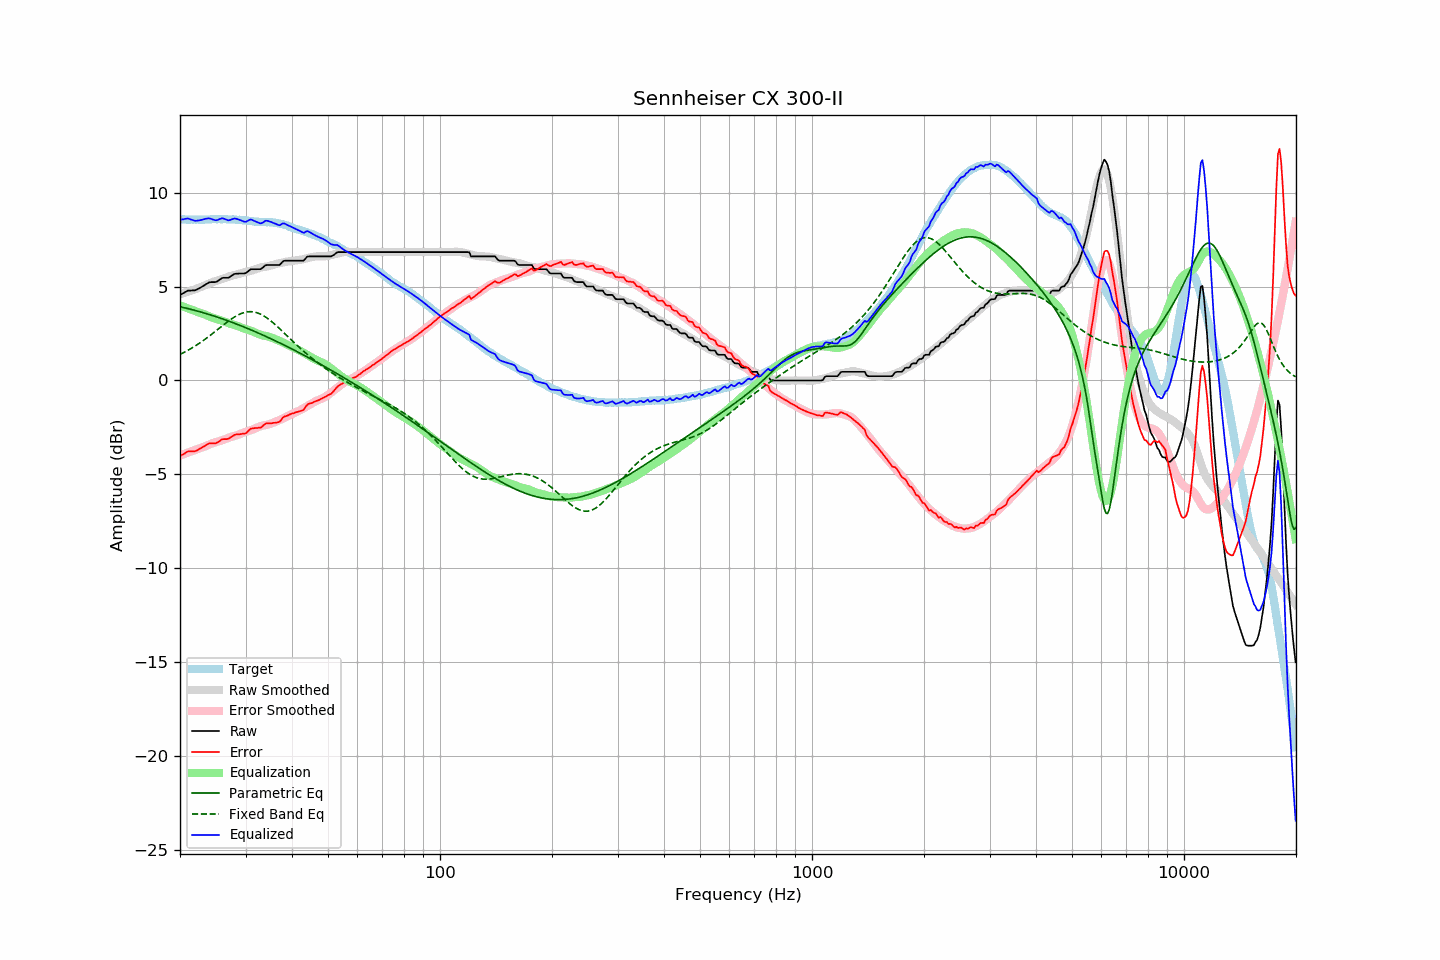 Sennheiser CX 300-II
10
5
0
−5
−10
−15
−20
−25
Amplitude (dBr)
Target
Raw Smoothed
Error Smoothed
Raw
Error
Equalization
Parametric Eq
Fixed Band Eq
Equalized
100 1000 10000
Frequency (Hz)